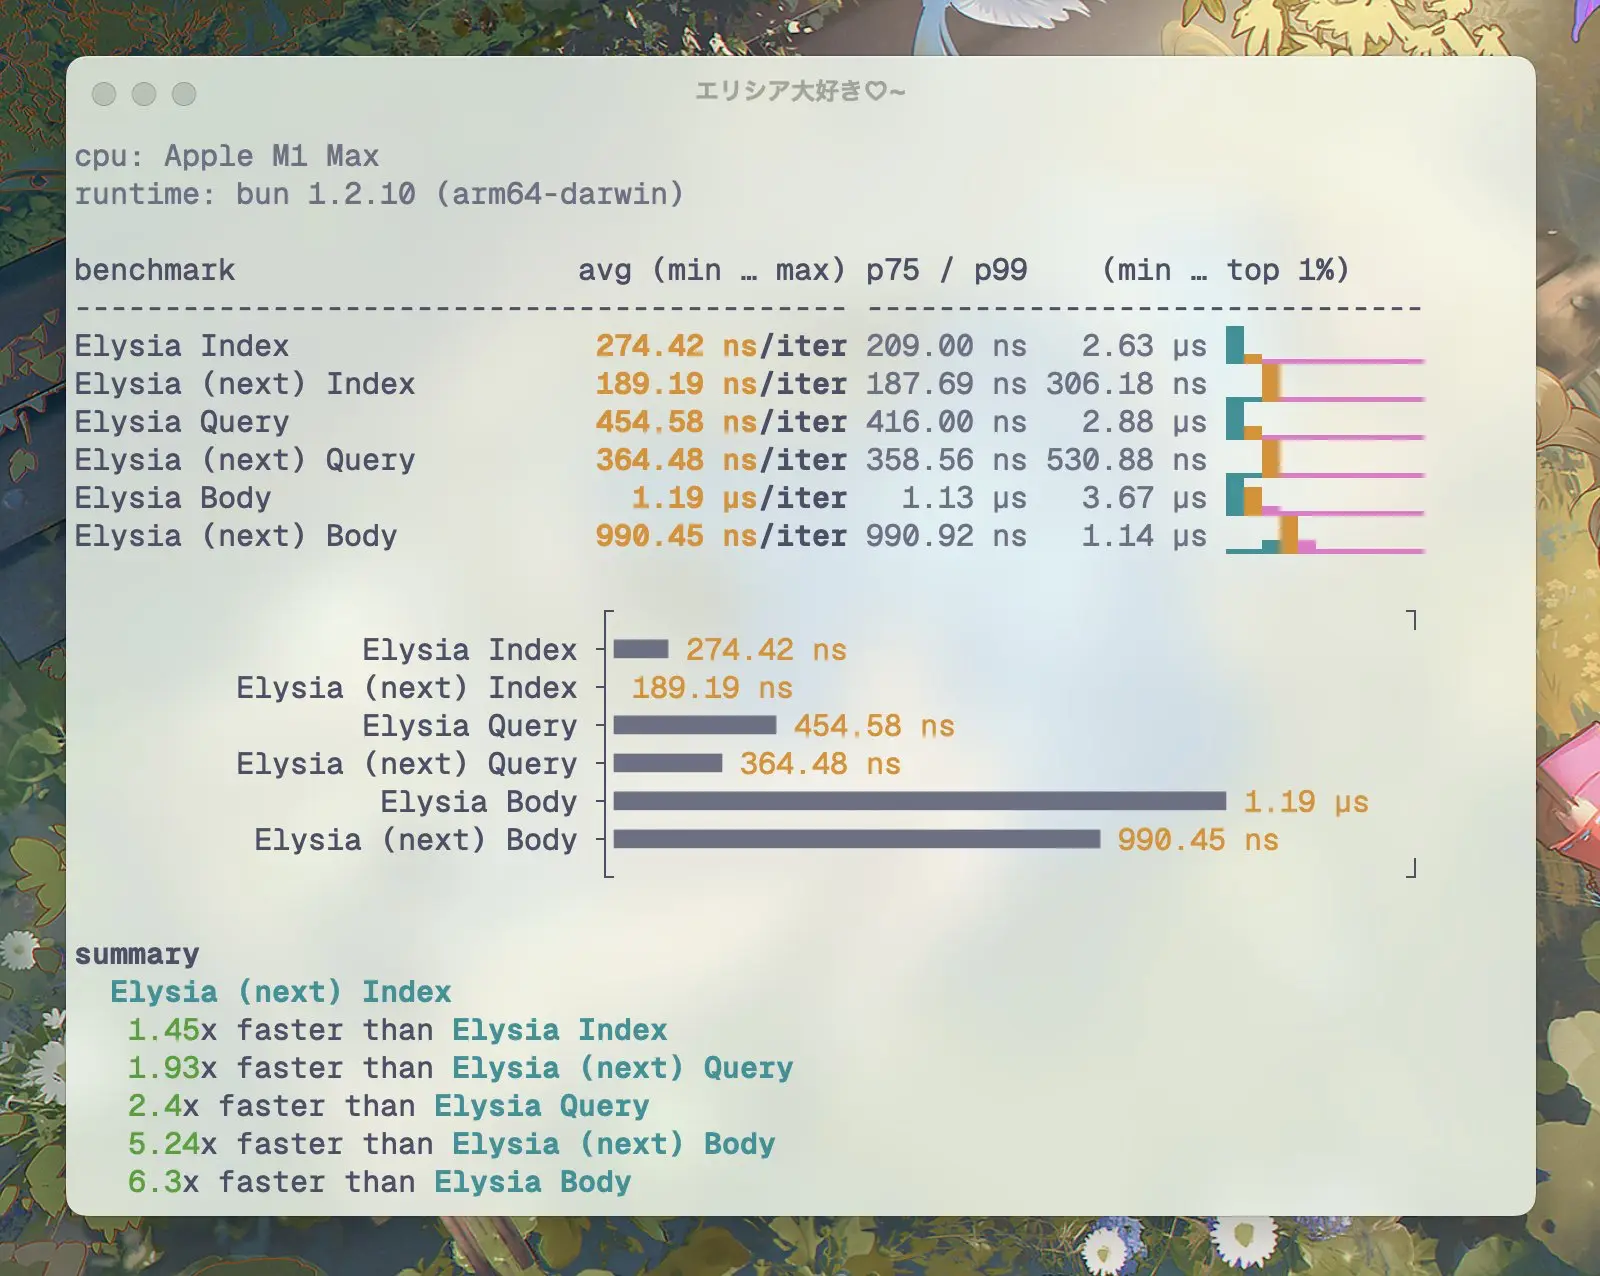 エリシア大好き♡~
cpu: Apple M1 Max
runtime: bun 1.2.10 (arm64-darwin)
benchmark avg (min … max) p75 / p99 (min … top 1%)
Elysia Index 274.42 ns/iter 209.00 ns 2.63 µs
Elysia (next) Index 189.19 ns/iter 187.69 ns 306.18 ns
Elysia Query 454.58 ns/iter 416.00 ns 2.88 µs
Elysia (next) Query 364.48 ns/iter 358.56 ns 530.88 ns
Elysia Body 1.19 µs/iter 1.13 µs 3.67 µs
Elysia (next) Body 990.45 ns/iter 990.92 ns 1.14 µs
Elysia Index 274.42 ns
Elysia (next) Index 189.19 ns
Elysia Query 454.58 ns
Elysia (next) Query 364.48 ns
Elysia Body 1.19 µs
Elysia (next) Body 990.45 ns
summary
Elysia (next) Index
1.45x faster than Elysia Index
1.93x faster than Elysia (next) Query
2.4x faster than Elysia Query
5.24x faster than Elysia (next) Body
6.3x faster than Elysia Body